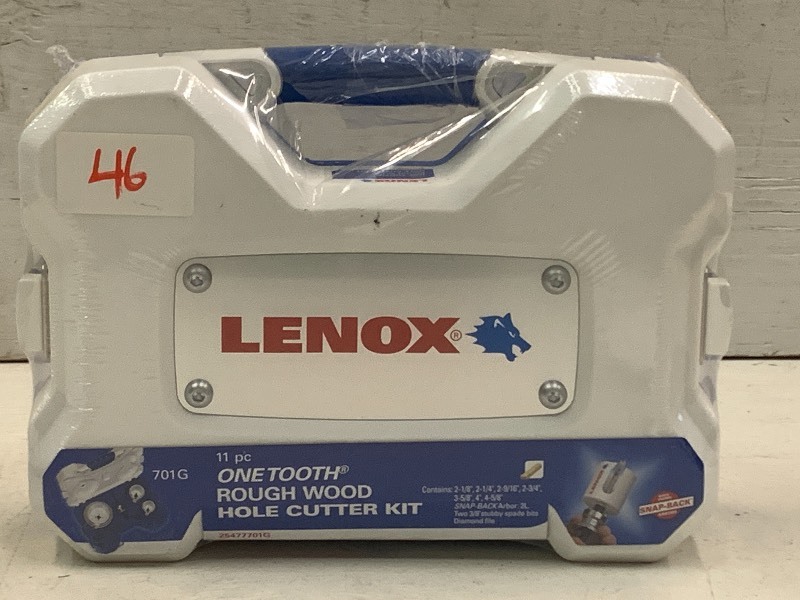 46
LENOX®
701G
11 pc
ONE TOOTH®
ROUGH WOOD
HOLE CUTTER KIT
25477701G
Contains: 2-1/8", 2-1/4", 2-9/16", 2-3/4",
3-5/8", 4", 4-5/8"
SNAP-BACK Arbor: 3L,
Two 3/8" stubby spade bits
Diamond file
LENOX
SNAP-BACK